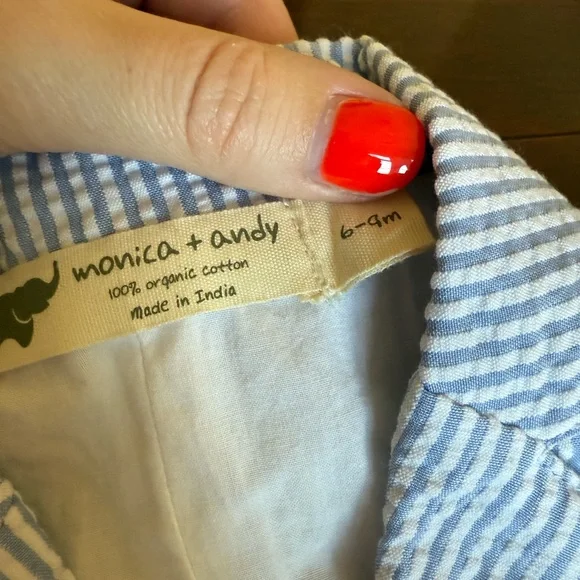 monica + andy
100% organic cotton
Made in India
6-9m